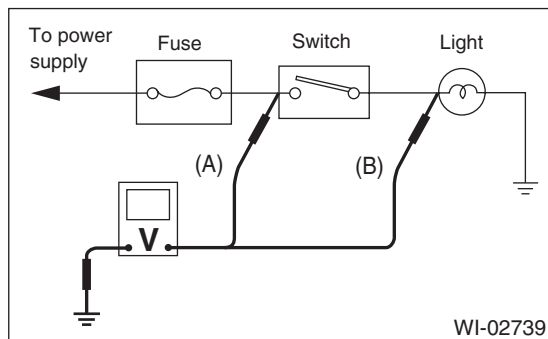 To power
supply
Fuse
Switch
Light
(A)
(B)
V
WI-02739